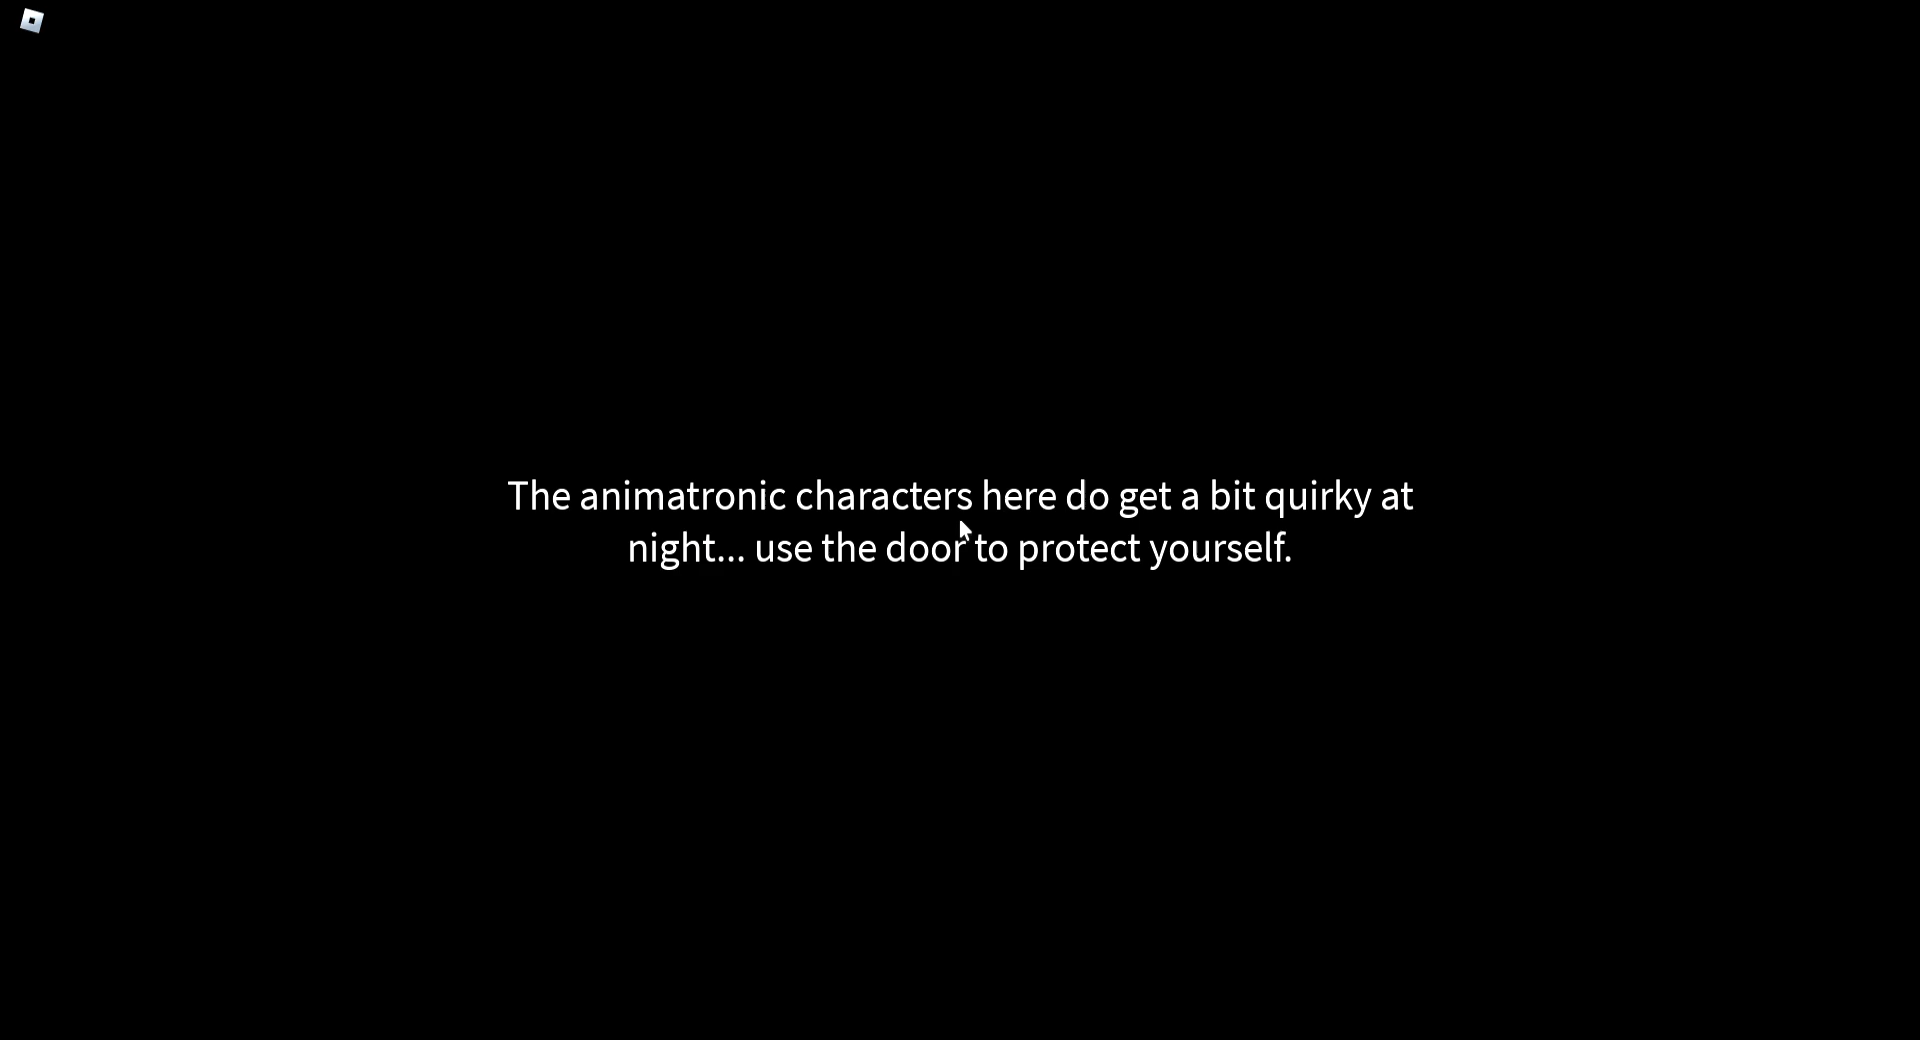 The animatronic characters here do get a bit quirky at
night... use the door to protect yourself.